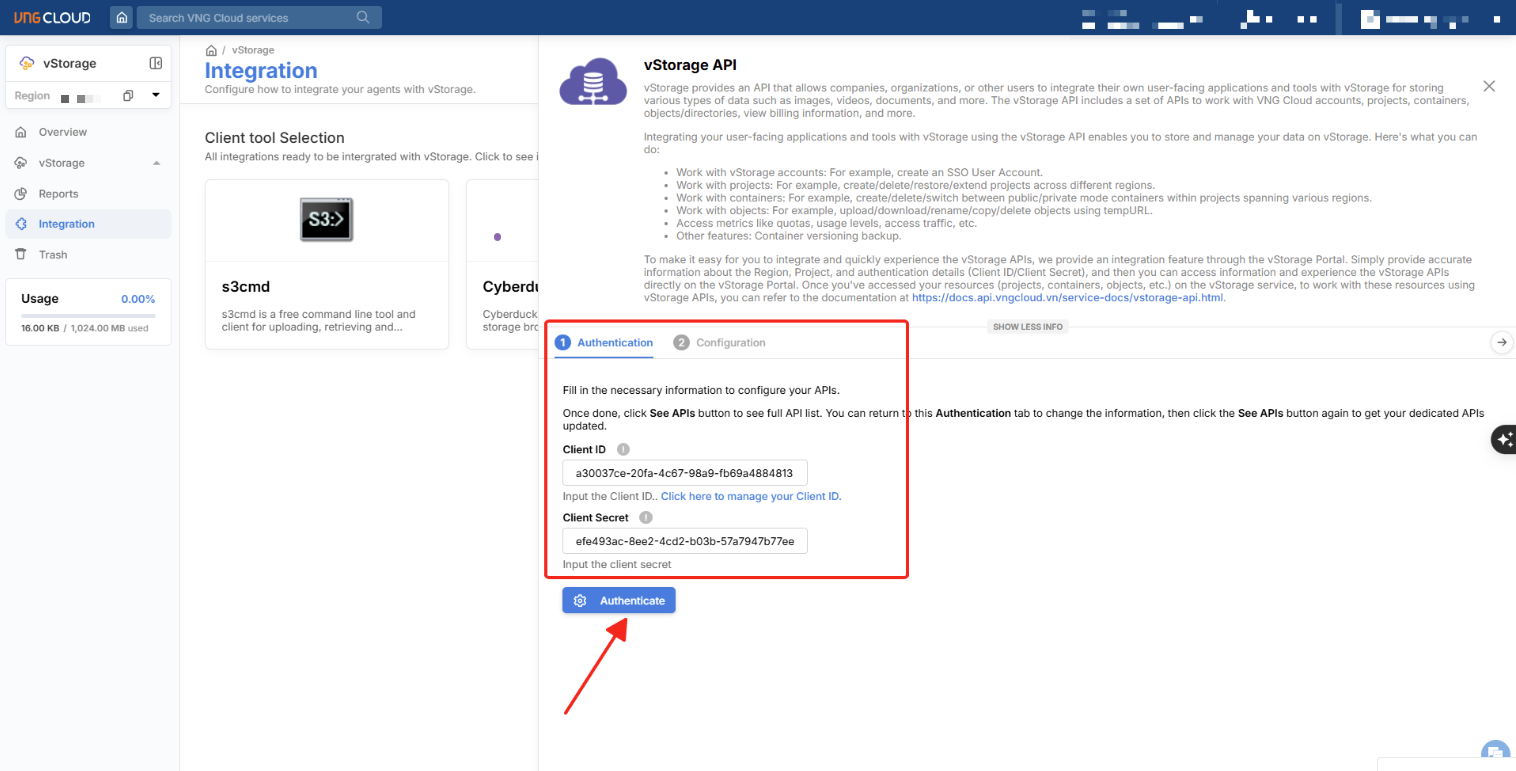 VNG CLOUD
Search VNG Cloud services
vStorage
Region
Overview
vStorage
Reports
Integration
Trash
Usage 0.00%
16.00 KB / 1,024.00 MB used
/ vStorage
Integration
Configure how to integrate your agents with vStorage.
Client tool Selection
All integrations ready to be intergrated with vStorage. Click to see i
S3:>
s3cmd
s3cmd is a free command line tool and
client for uploading, retrieving and...
Cyberdu
Cyberduck
storage bro
vStorage API
vStorage provides an API that allows companies, organizations, or other users to integrate their own user-facing applications and tools with vStorage for storing
various types of data such as images, videos, documents, and more. The vStorage API includes a set of APIs to work with VNG Cloud accounts, projects, containers,
objects/directories, view billing information, and more.
Integrating your user-facing applications and tools with vStorage using the vStorage API enables you to store and manage your data on vStorage. Here's what you can
do:
• Work with vStorage accounts: For example, create an SSO User Account.
• Work with projects: For example, create/delete/restore/extend projects across different regions.
• Work with containers: For example, create/delete/switch between public/private mode containers within projects spanning various regions.
• Work with objects: For example, upload/download/rename/copy/delete objects using tempURL.
• Access metrics like quotas, usage levels, access traffic, etc.
• Other features: Container versioning backup.
To make it easy for you to integrate and quickly experience the vStorage APIs, we provide an integration feature through the vStorage Portal. Simply provide accurate
information about the Region, Project, and authentication details (Client ID/Client Secret), and then you can access information and experience the vStorage APIs
directly on the vStorage Portal. Once you've accessed your resources (projects, containers, objects, etc.) on the vStorage service, to work with these resources using
vStorage APIs, you can refer to the documentation at https://docs.api.vngcloud.vn/service-docs/vstorage-api.html.
SHOW LESS INFO
1 Authentication 2 Configuration
Fill in the necessary information to configure your APIs.
Once done, click See APIs button to see full API list. You can return to this Authentication tab to change the information, then click the See APIs button again to get your dedicated APIs
updated.
Client ID
a30037ce-20fa-4c67-98a9-fb69a4884813
Input the Client ID.. Click here to manage your Client ID.
Client Secret
efe493ac-8ee2-4cd2-b03b-57a7947b77ee
Input the client secret
Authenticate